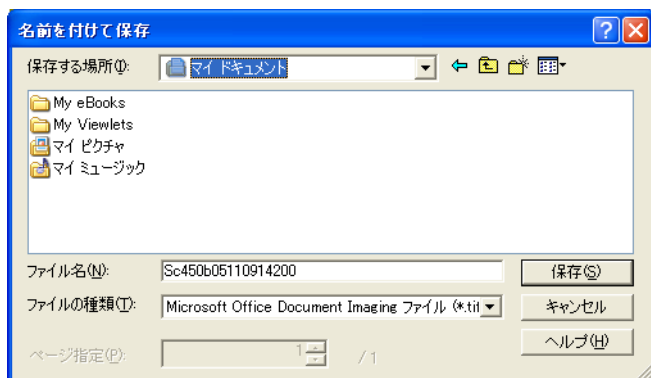 名前を付けて保存
保存する場所(I):
マイ ドキュメント
My eBooks
My Viewlets
マイ ピクチャ
マイ ミュージック
ファイル名(N):
Sc450b05110914200
保存(S)
ファイルの種類(T):
Microsoft Office Document Imaging ファイル (*.tif
キャンセル
ページ指定(P):
1
/1
ヘルプ(H)